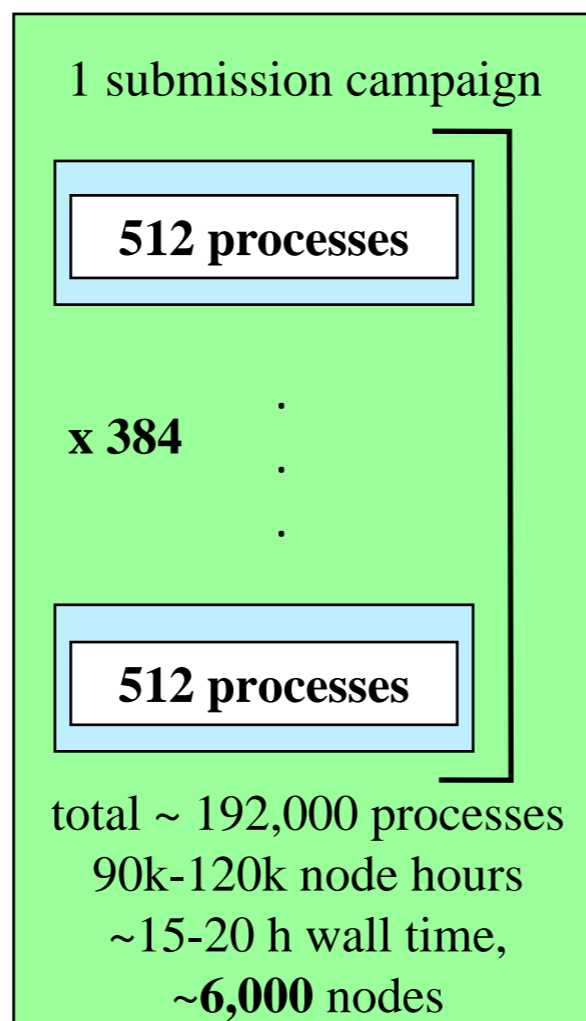 1 submission campaign
512 processes
x 384
.
.
.
512 processes
total ~ 192,000 processes
90k-120k node hours
~15-20 h wall time,
~6,000 nodes